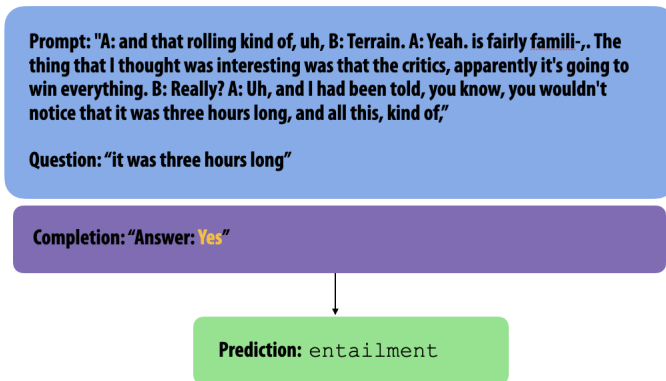 Prompt: "A: and that rolling kind of, uh, B: Terrain. A: Yeah. is fairly famili-,. The
thing that I thought was interesting was that the critics, apparently it's going to
win everything. B: Really? A: Uh, and I had been told, you know, you wouldn't
notice that it was three hours long, and all this, kind of,”
Question: “it was three hours long”
Completion: “Answer: Yes”
Prediction: entailment